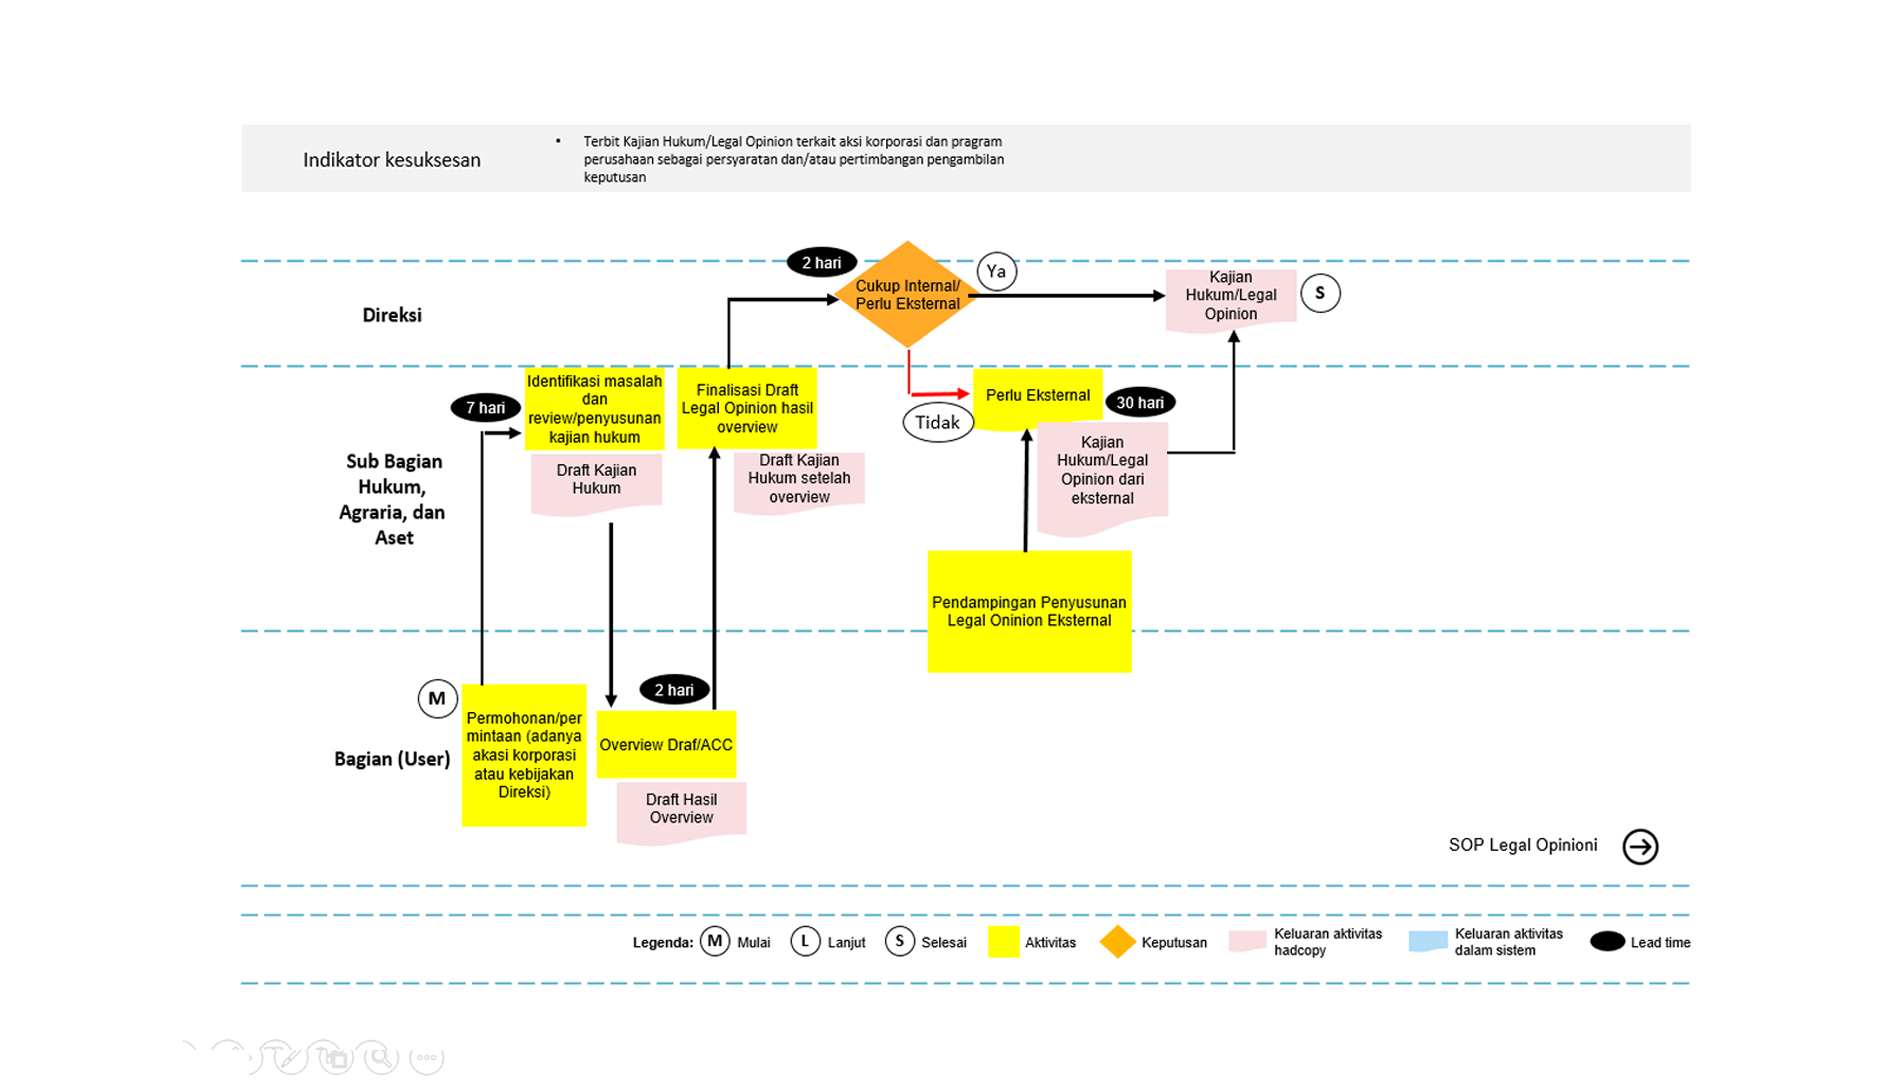 Indikator kesuksesan
• Terbit Kajian Hukum/Legal Opinion terkait aksi korporasi dan pragram
perusahaan sebagai persyaratan dan/atau pertimbangan pengambilan
keputusan
2 hari
Cukup Internal/
Perlu Eksternal
Ya
Kajian
Hukum/Legal
Opinion
S
Direksi
7 hari
Identifikasi masalah
dan
review/penyusunan
kajian hukum
Finalisasi Draft
Legal Opinion hasil
overview
Tidak
Perlu Eksternal
30 hari
Sub Bagian
Hukum,
Agraria, dan
Aset
Draft Kajian
Hukum
Draft Kajian
Hukum setelah
overview
Kajian
Hukum/Legal
Opinion dari
eksternal
Pendampingan Penyusunan
Legal Oninion Eksternal
M
2 hari
Bagian (User)
Permohonan/per
mintaan (adanya
akasi korporasi
atau kebijakan
Direksi)
Overview Draf/ACC
Draft Hasil
Overview
SOP Legal Opinioni
Legenda: M Mulai L Lanjut S Selesai Aktivitas Keputusan Keluaran aktivitas
hadcopy Keluaran aktivitas
dalam sistem Lead time